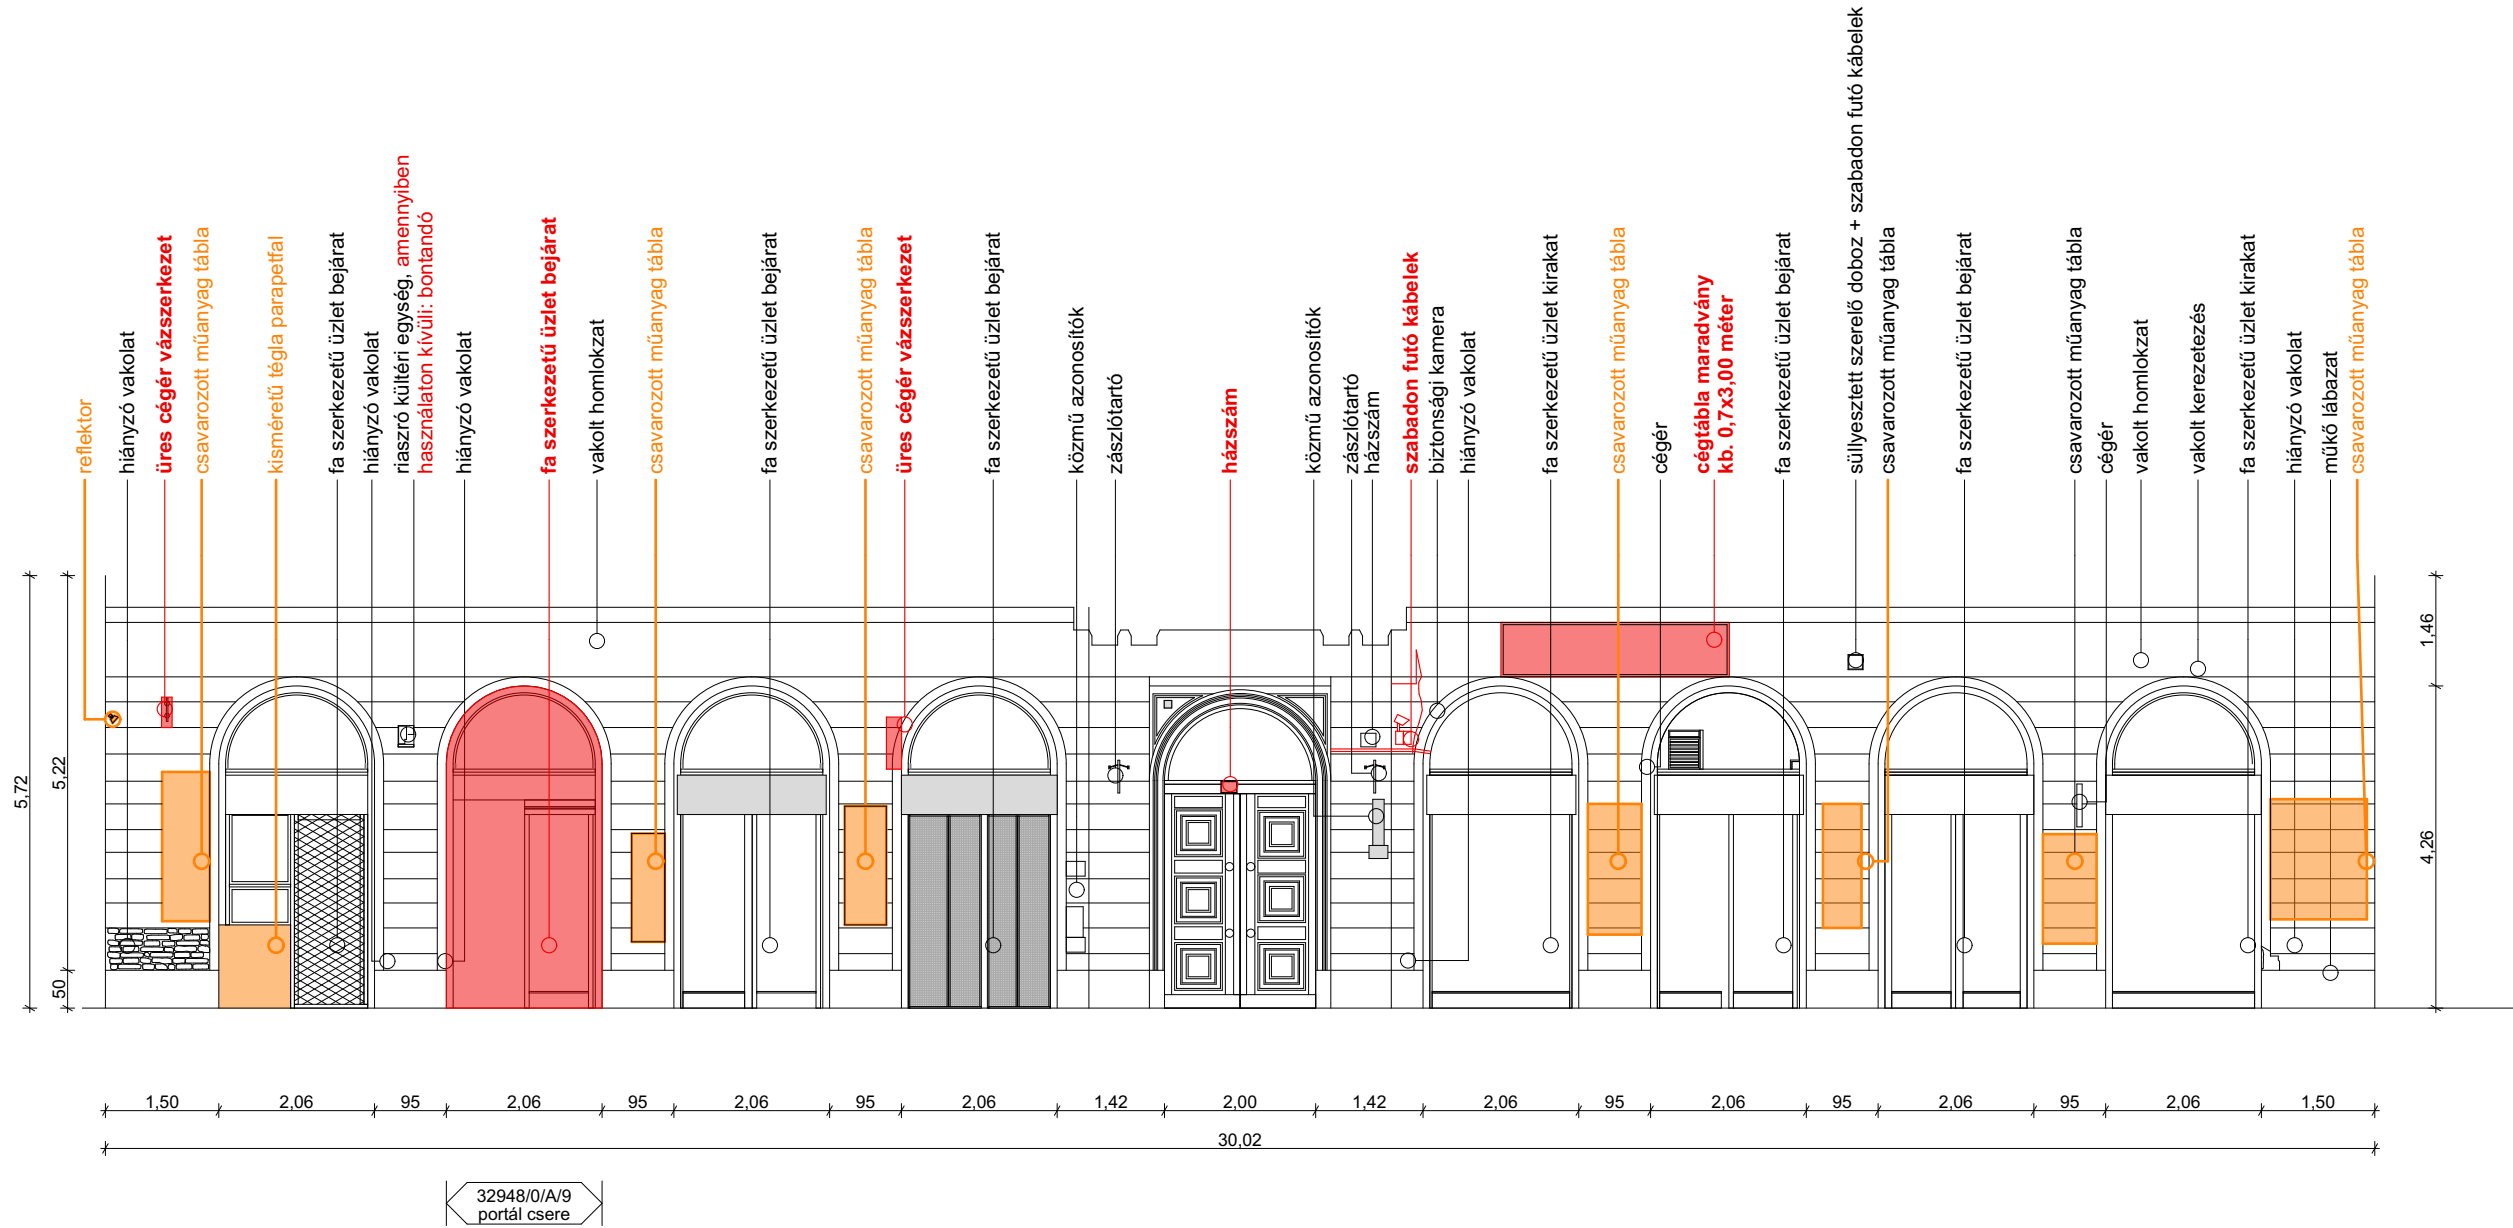 reflektor
hiányzó vakolat
üres cégér vázszerkezet
csavarozott műanyag tábla
kisméretű tégla parapetfal
fa szerkezetű üzlet bejárat
hiányzó vakolat
riaszró kültéri egység, amennyiben
használaton kívüli: bontandó
hiányzó vakolat
fa szerkezetű üzlet bejárat
vakolt homlokzat
csavarozott műanyag tábla
fa szerkezetű üzlet bejárat
csavarozott műanyag tábla
üres cégér vázszerkezet
fa szerkezetű üzlet bejárat
közmű azonosítók
zászlótartó
házszám
közmű azonosítók
zászlótartó
házszám
szabadon futó kábelek
biztonsági kamera
hiányzó vakolat
fa szerkezetű üzlet kirakat
csavarozott műanyag tábla
cégér
cégtábla maradvány
kb. 0,7x3,00 méter
fa szerkezetű üzlet bejárat
süllyesztett szerelő doboz + szabadon futó kábelek
csavarozott műanyag tábla
fa szerkezetű üzlet bejárat
csavarozott műanyag tábla
cégér
vakolt homlokzat
vakolt kerezetezés
fa szerkezetű üzlet kirakat
hiányzó vakolat
műkő lábazat
csavarozott műanyag tábla
5,72
5,22
50
1,46
4,26
1,50 2,06 95 2,06 95 2,06 95 2,06 1,42 2,00 1,42 2,06 95 2,06 95 2,06 95 2,06 1,50
30,02
32948/0/A/9
portál csere